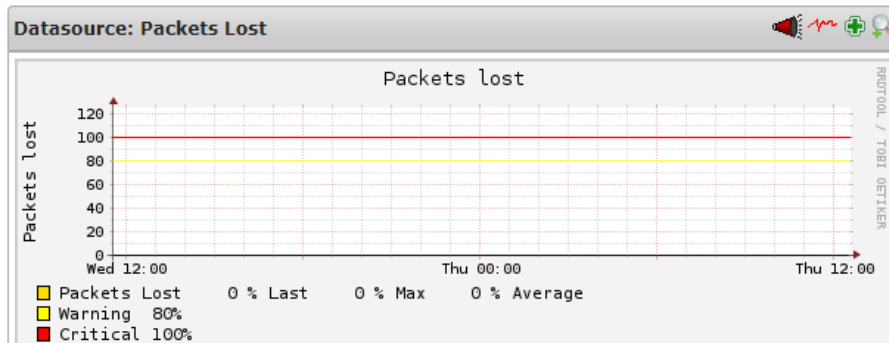 Datasource: Packets Lost
Packets lost
RRDTOOL / TOBI OETIKER
Packets lost
120
100
80
60
40
20
0
Wed 12:00 Thu 00:00 Thu 12:00
Packets Lost 0 % Last 0 % Max 0 % Average
Warning 80%
Critical 100%